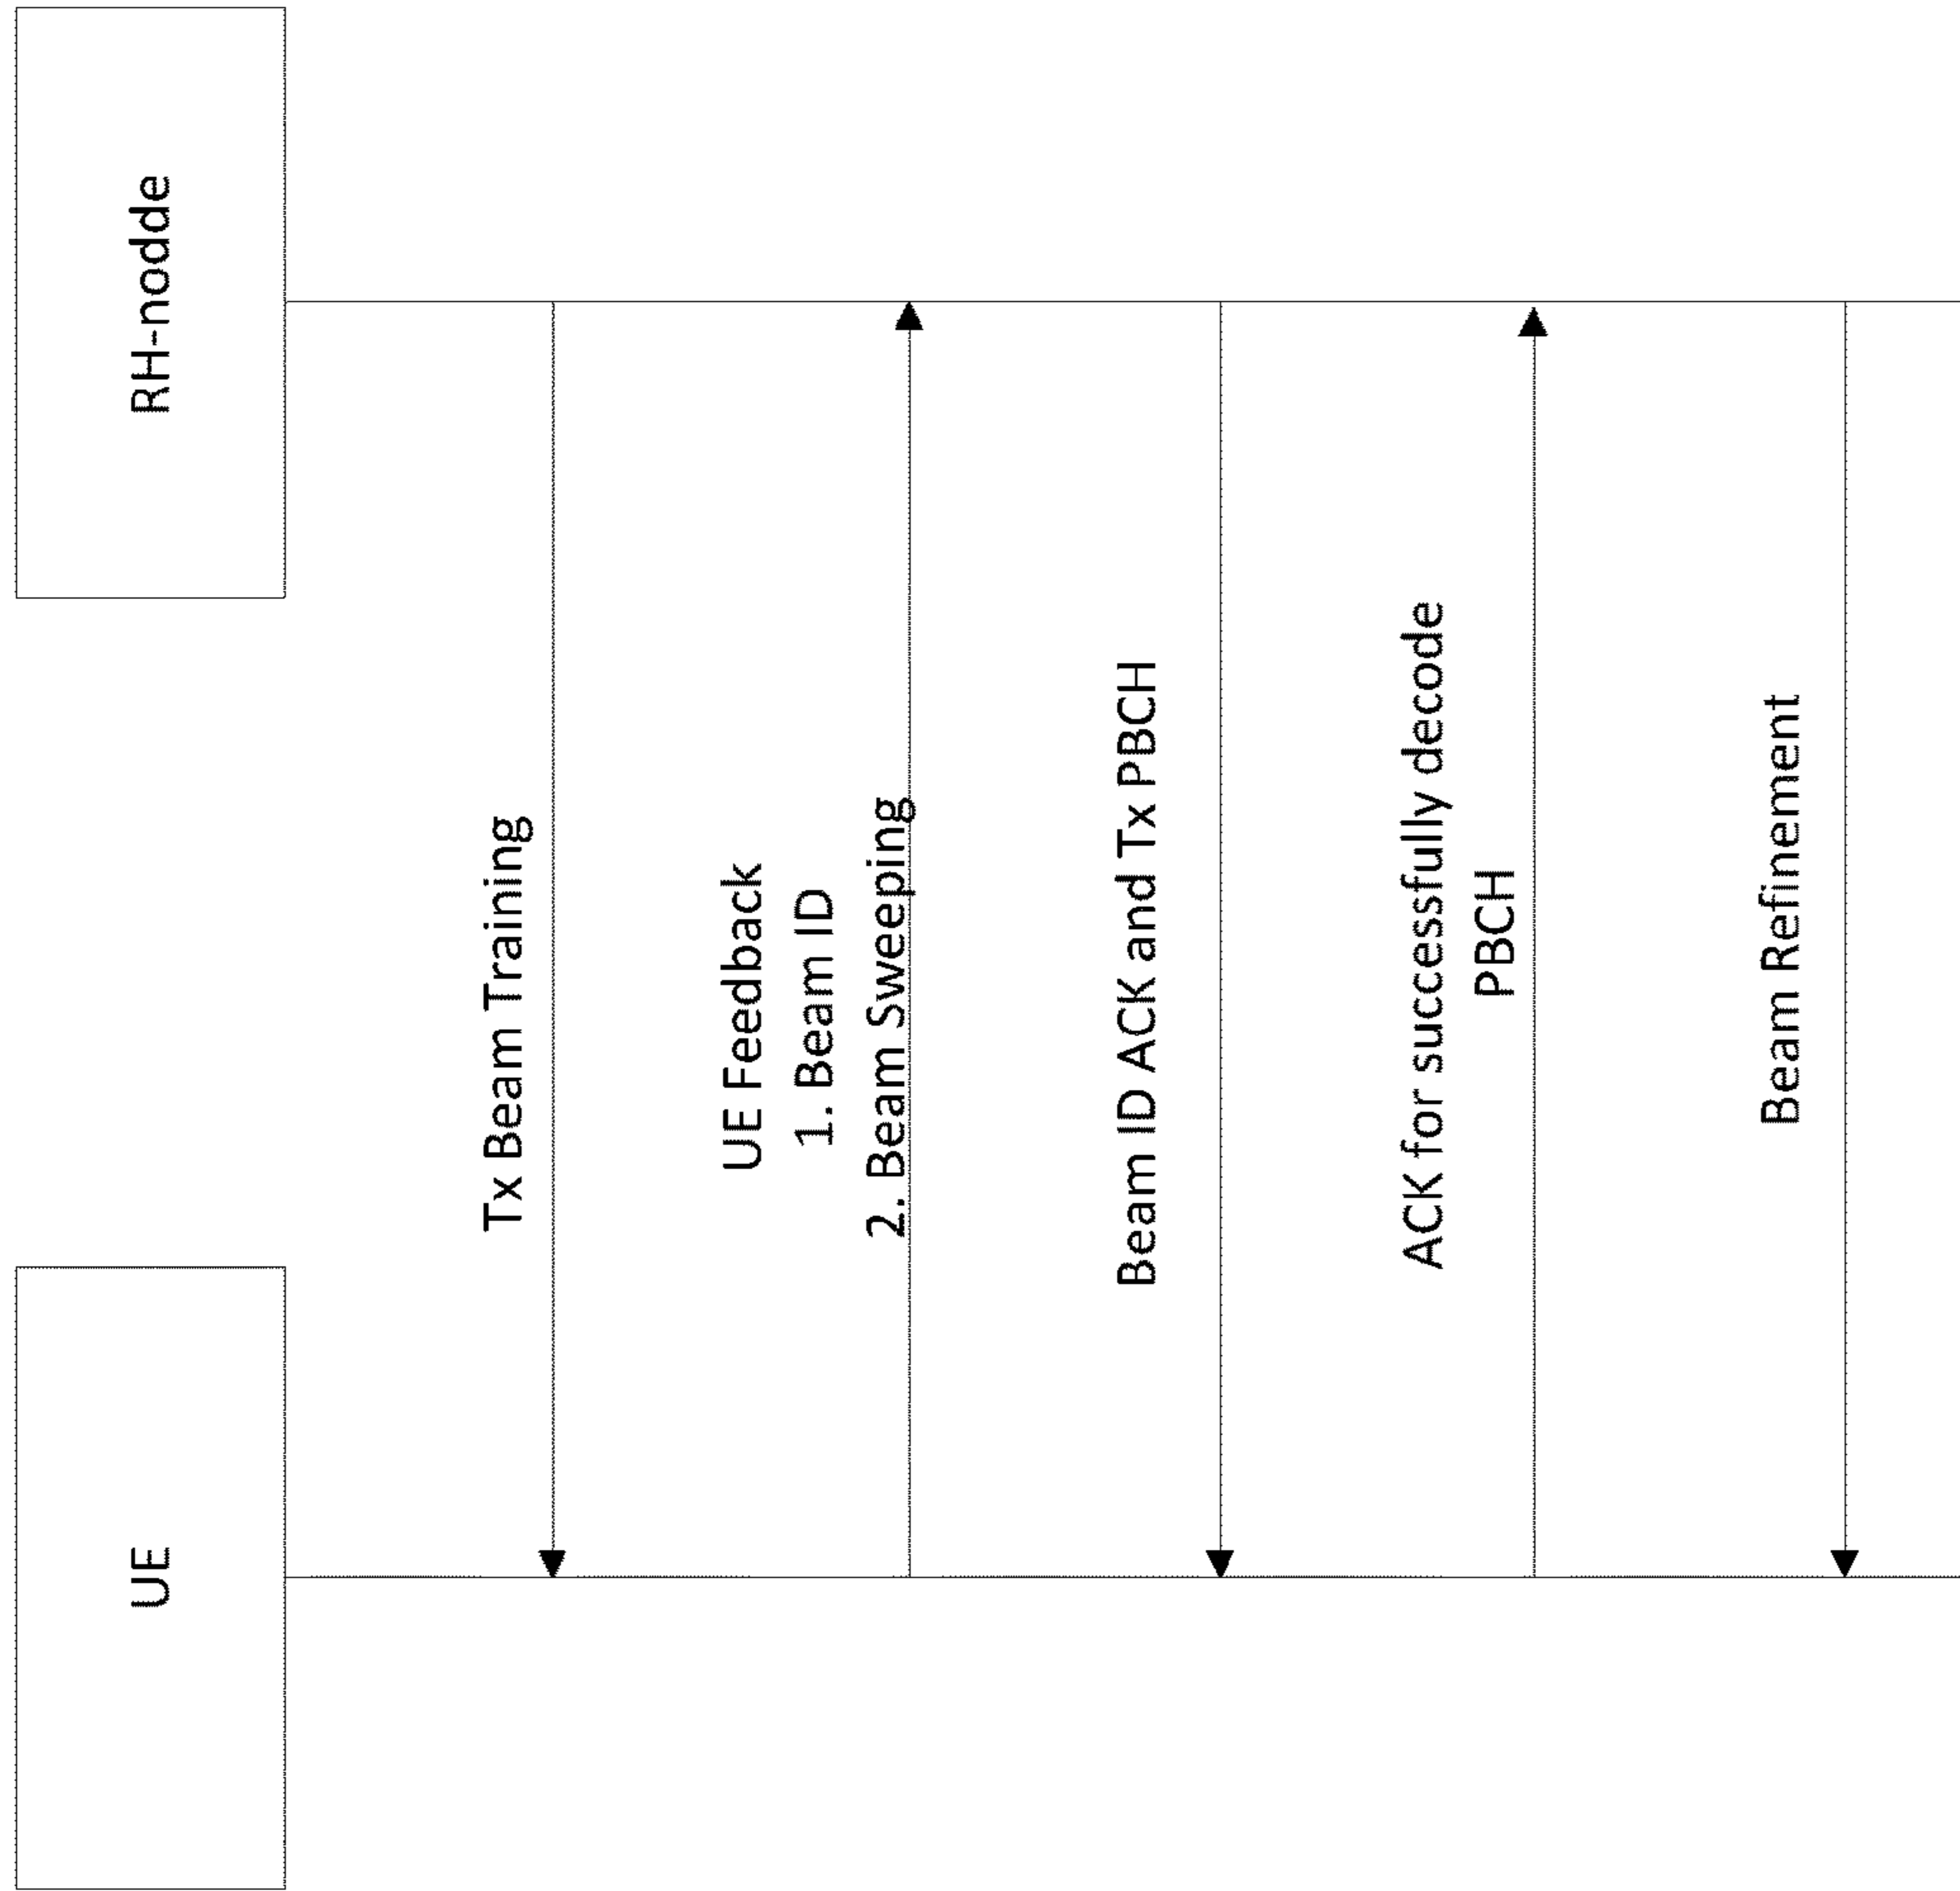 UE
RH-nodde
Tx Beam Training
UE Feedback
1. Beam ID
2. Beam Sweeping
Beam ID ACK and Tx PBCH
ACK for successfully decode
PBCH
Beam Refinement